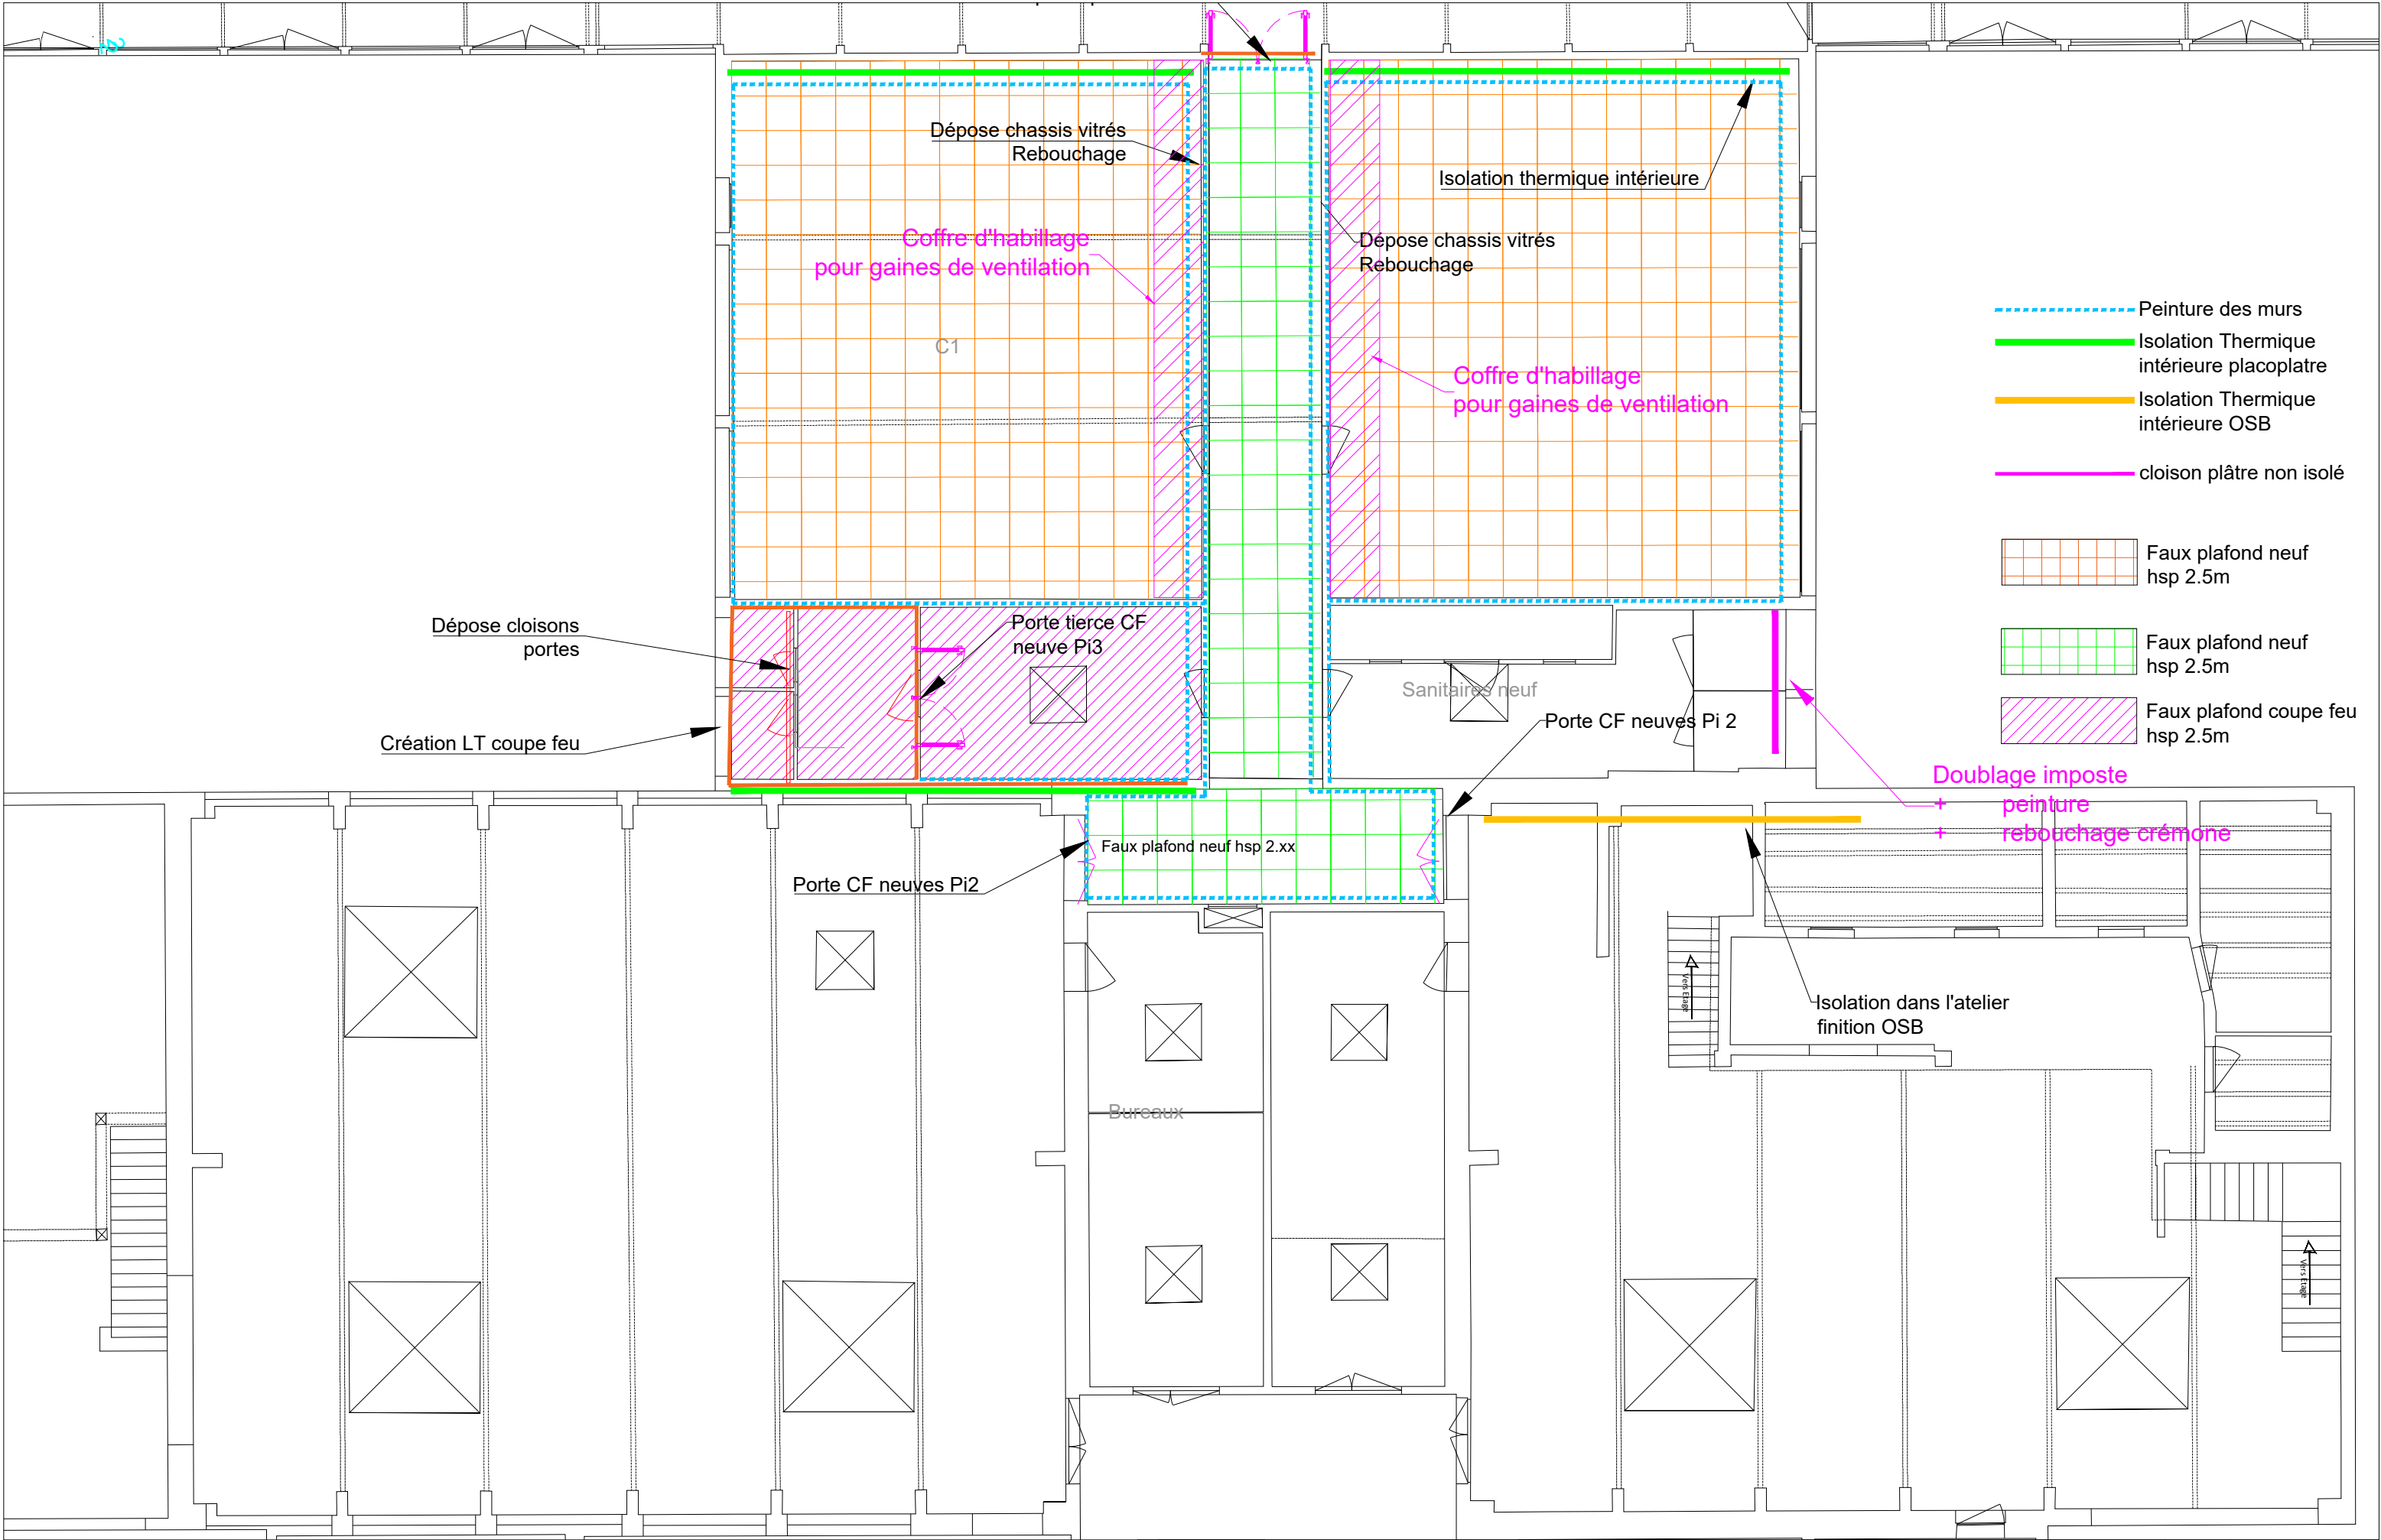 Dépose chassis vitrés
Rebouchage
Isolation thermique intérieure
Coffre d'habillage
pour gaines de ventilation
Dépose chassis vitrés
Rebouchage
C1
Coffre d'habillage
pour gaines de ventilation
Peinture des murs
Isolation Thermique
intérieure placoplatre
Isolation Thermique
intérieure OSB
cloison plâtre non isolé
Faux plafond neuf
hsp 2.5m
Faux plafond neuf
hsp 2.5m
Faux plafond coupe feu
hsp 2.5m
Dépose cloisons
portes
Porte tierce CF
neuve Pi3
Création LT coupe feu
Sanitaires neuf
Porte CF neuves Pi 2
Doublage imposte
+ peinture
+ rebouchage crémone
Faux plafond neuf hsp 2.xx
Porte CF neuves Pi2
Isolation dans l'atelier
finition OSB
Vers Etage
Bureaux
Vers Etage